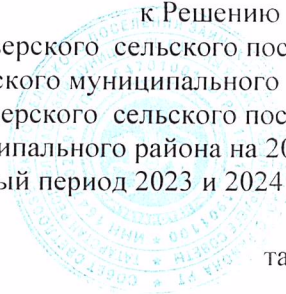 к Решению
ерского сельского пос
ского муниципального
ерского сельского пос
ипального района на 20
ый период 2023 и 2024
та